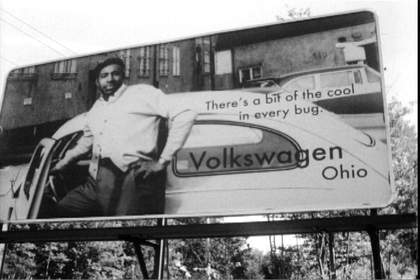 There's a bit of the cool
in every bug.
Volkswagen
Ohio